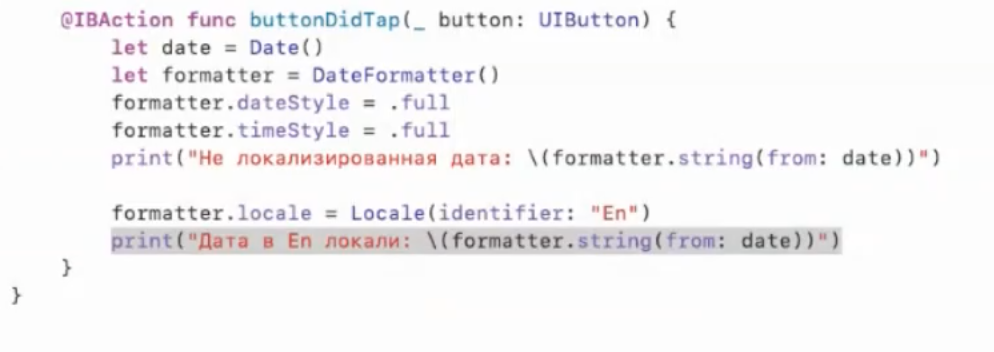 @IBAction func buttonDidTap(_ button: UIButton) {
let date = Date()
let formatter = DateFormatter()
formatter.dateStyle = .full
formatter.timeStyle = .full
print("Не локализированная дата: \(formatter.string(from: date))")
formatter.locale = Locale(identifier: "En")
print("Дата в En локали: \(formatter.string(from: date))")
}
}